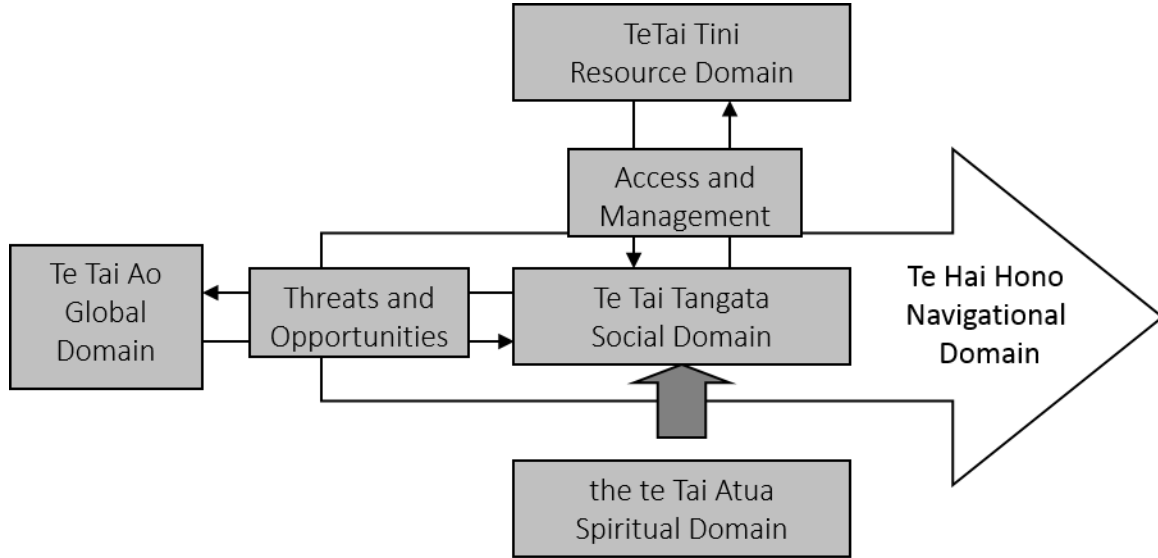 TeTai Tini
Resource Domain
Access and
Management
Te Tai Ao
Global
Domain
Threats and
Opportunities
Te Tai Tangata
Social Domain
Te Hai Hono
Navigational
Domain
the te Tai Atua
Spiritual Domain